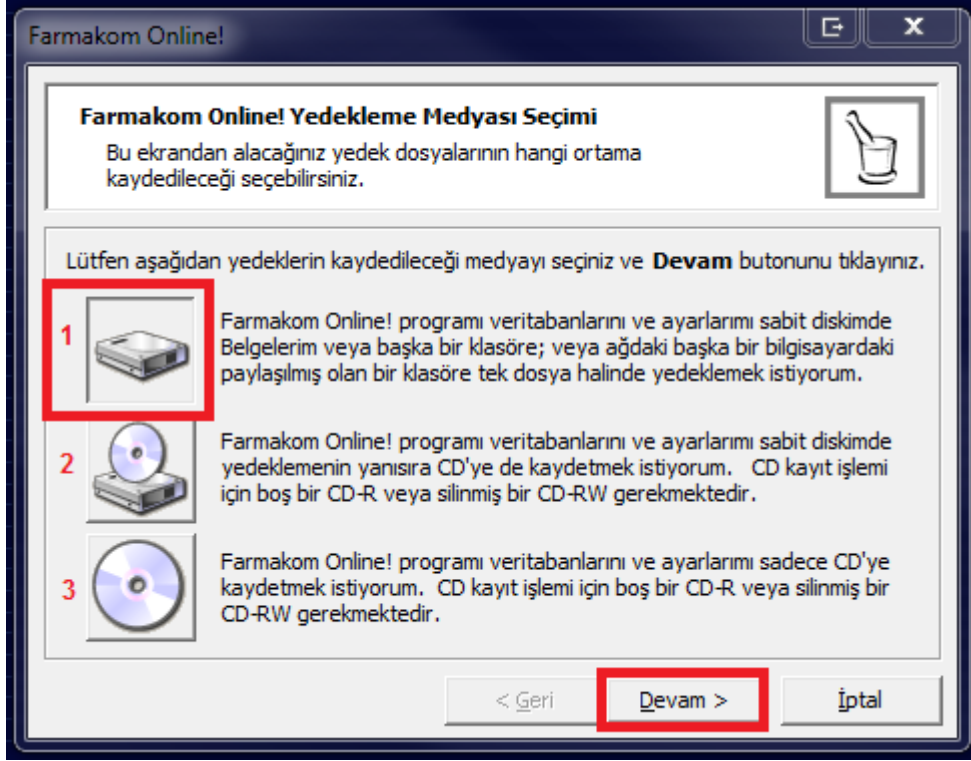 Farmakom Online!
Farmakom Online! Yedekleme Medyası Seçimi
Bu ekrandan alacağınız yedek dosyalarının hangi ortama
kaydedileceği seçebilirsiniz.
Lütfen aşağıdan yedeklerin kaydedileceği medyayı seçiniz ve Devam butonunu tıklayınız.
1
Farmakom Online! programı veritabanlarını ve ayarlarımı sabit diskimde
Belgelerim veya başka bir klasöre; veya ağdaki başka bir bilgisayardaki
paylaşılmış olan bir klasöre tek dosya halinde yedeklemek istiyorum.
2
Farmakom Online! programı veritabanlarını ve ayarlarımı sabit diskimde
yedeklemenin yanısıra CD'ye de kaydetmek istiyorum. CD kayıt işlemi
için boş bir CD-R veya silinmiş bir CD-RW gerekmektedir.
3
Farmakom Online! programı veritabanlarını ve ayarlarımı sadece CD'ye
kaydetmek istiyorum. CD kayıt işlemi için boş bir CD-R veya silinmiş bir
CD-RW gerekmektedir.
< Geri
Devam >
İptal